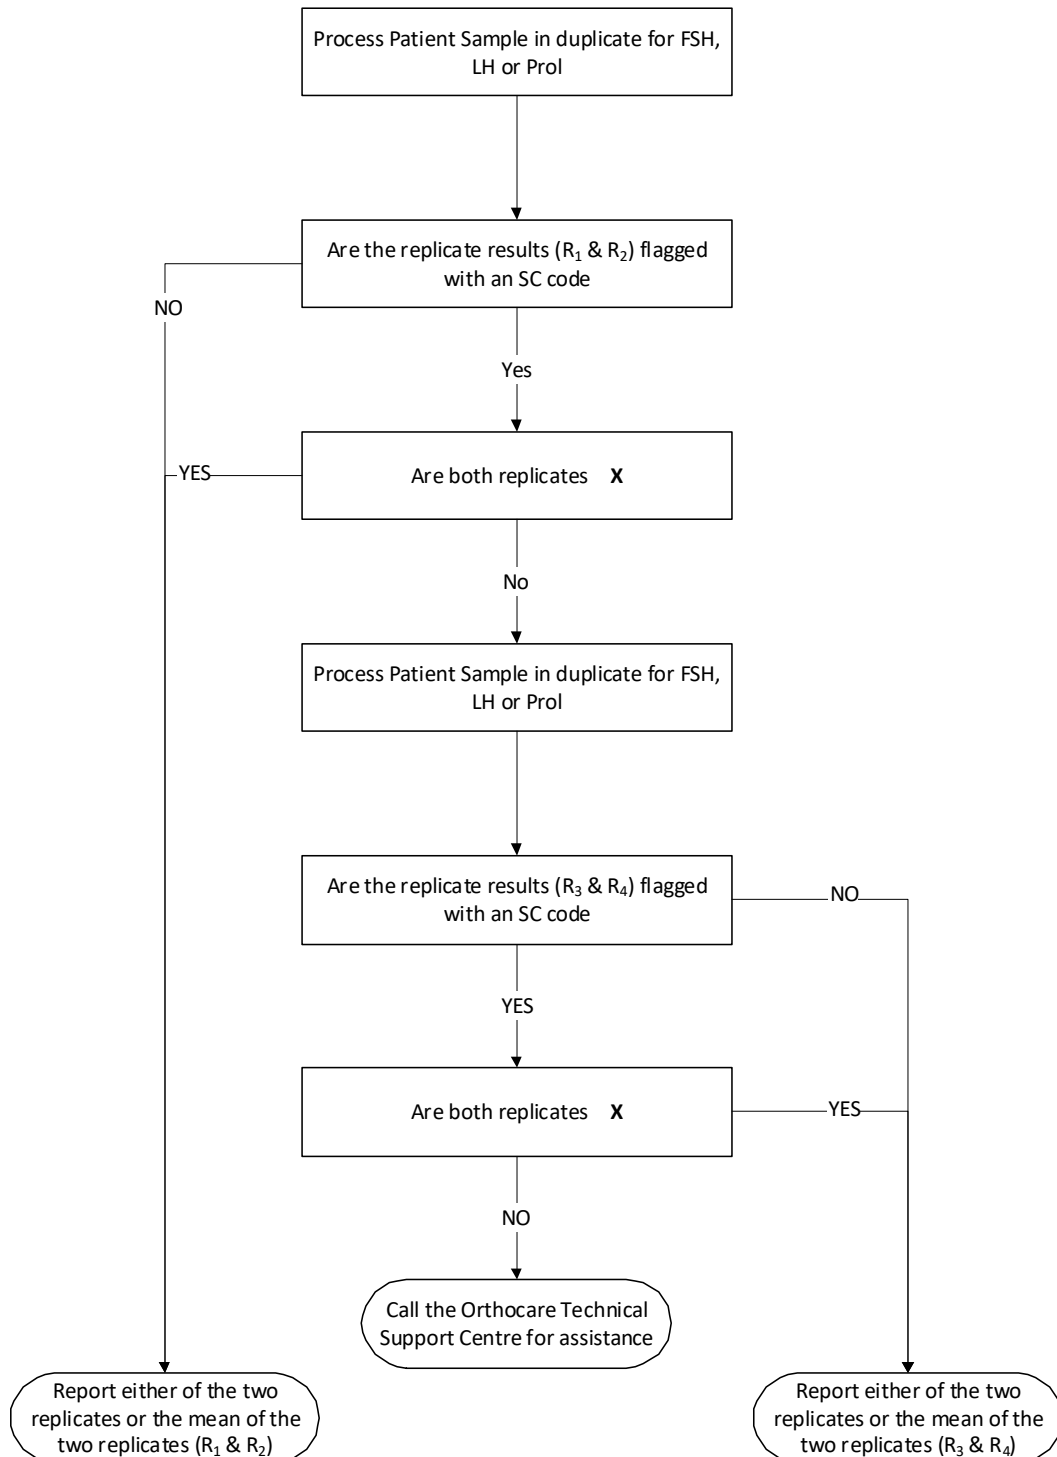 Process Patient Sample in duplicate for FSH,
LH or Prol
Are the replicate results (R₁ & R₂) flagged
with an SC code
NO
Yes
Are both replicates X
YES
No
Process Patient Sample in duplicate for FSH,
LH or Prol
Are the replicate results (R₃ & R₄) flagged
with an SC code
NO
YES
Are both replicates X
YES
NO
Call the Orthocare Technical
Support Centre for assistance
Report either of the two
replicates or the mean of the
two replicates (R₁ & R₂)
Report either of the two
replicates or the mean of the
two replicates (R₃ & R₄)